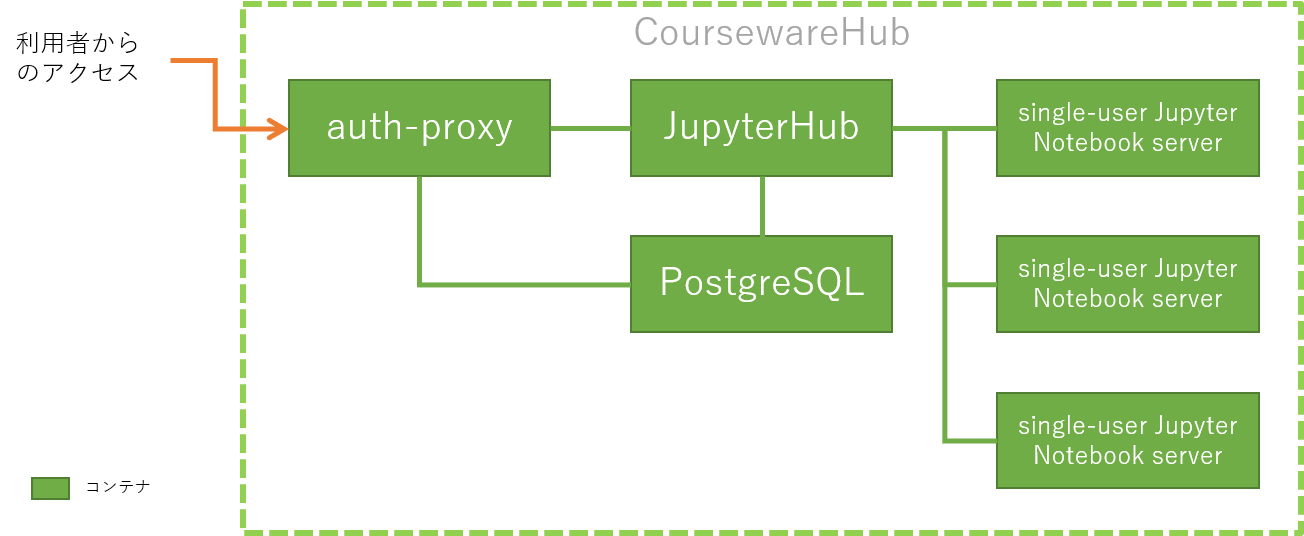 利用者から
のアクセス
CoursewareHub
auth-proxy
JupyterHub
single-user Jupyter
Notebook server
PostgreSQL
single-user Jupyter
Notebook server
single-user Jupyter
Notebook server
コンテナ